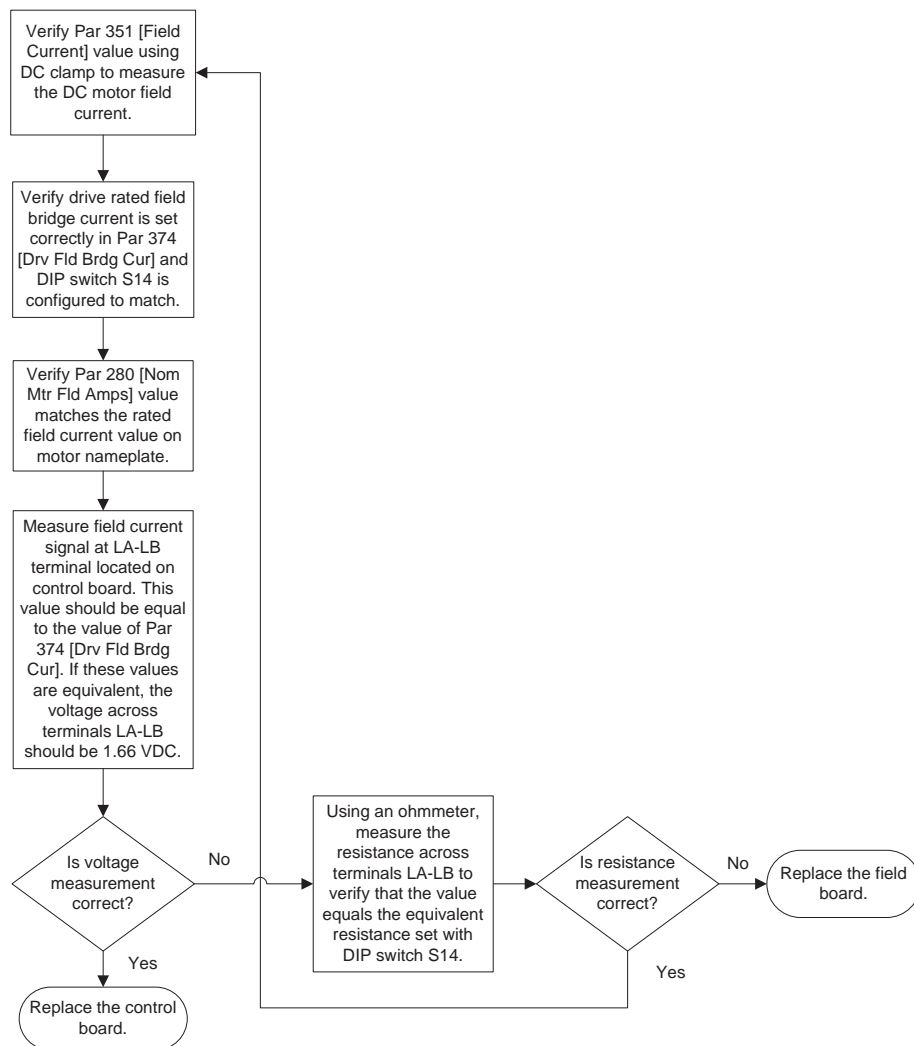 Verify Par 351 [Field
Current] value using
DC clamp to measure
the DC motor field
current.
Verify drive rated field
bridge current is set
correctly in Par 374
[Drv Fld Brdg Cur] and
DIP switch S14 is
configured to match.
Verify Par 280 [Nom
Mtr Fld Amps] value
matches the rated
field current value on
motor nameplate.
Measure field current
signal at LA-LB
terminal located on
control board. This
value should be equal
to the value of Par
374 [Drv Fld Brdg
Cur]. If these values
are equivalent, the
voltage across
terminals LA-LB
should be 1.66 VDC.
Is voltage
measurement
correct?
No
Yes
Replace the control
board.
Using an ohmmeter,
measure the
resistance across
terminals LA-LB to
verify that the value
equals the equivalent
resistance set with
DIP switch S14.
Is resistance
measurement
correct?
No
Yes
Replace the field
board.